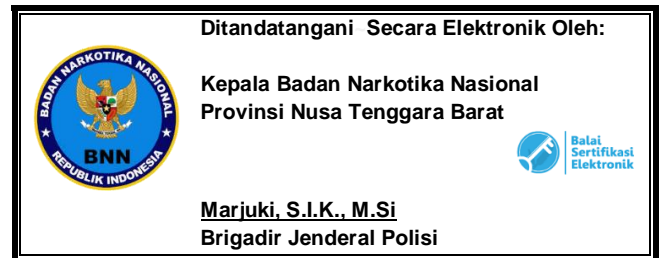 Ditandatangani Secara Elektronik Oleh:
BADAN NARKOTIKA NASIONAL
BNN
REPUBLIK INDONESIA
Kepala Badan Narkotika Nasional
Provinsi Nusa Tenggara Barat
Balai
Sertifikasi
Elektronik
Marjuki, S.I.K., M.Si
Brigadir Jenderal Polisi